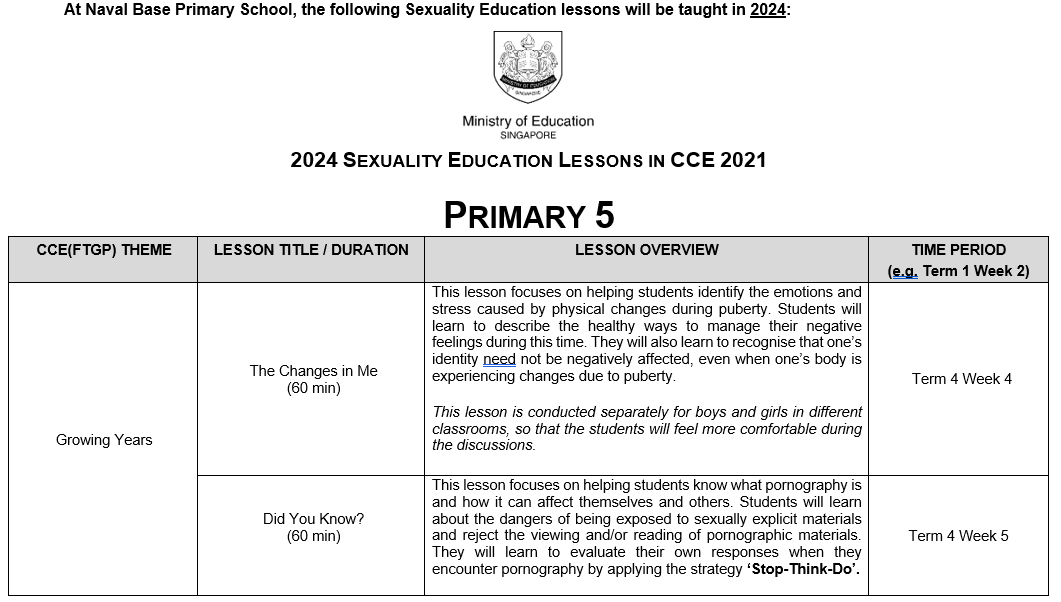 At Naval Base Primary School, the following Sexuality Education lessons will be taught in 2024:
MINISTRY OF EDUCATION
SINGAPORE
Ministry of Education
SINGAPORE
2024 SEXUALITY EDUCATION LESSONS IN CCE 2021
PRIMARY 5
CCE(FTGP) THEME
LESSON TITLE / DURATION
LESSON OVERVIEW
TIME PERIOD
(e.g. Term 1 Week 2)
Growing Years
The Changes in Me
(60 min)
This lesson focuses on helping students identify the emotions and
stress caused by physical changes during puberty. Students will
learn to describe the healthy ways to manage their negative
feelings during this time. They will also learn to recognise that one’s
identity need not be negatively affected, even when one’s body is
experiencing changes due to puberty.
This lesson is conducted separately for boys and girls in different
classrooms, so that the students will feel more comfortable during
the discussions.
Term 4 Week 4
Did You Know?
(60 min)
This lesson focuses on helping students know what pornography is
and how it can affect themselves and others. Students will learn
about the dangers of being exposed to sexually explicit materials
and reject the viewing and/or reading of pornographic materials.
They will learn to evaluate their own responses when they
encounter pornography by applying the strategy ‘Stop-Think-Do’.
Term 4 Week 5